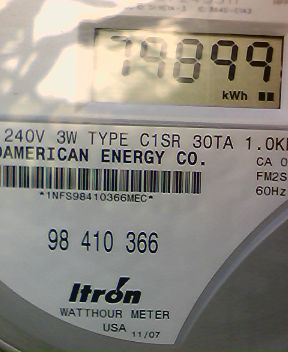 79899
kWh
240V 3W TYPE C1SR 30TA 1.0K
AMERICAN ENERGY CO.
CA 0
FM2S
60Hz
*1NFS98410366MEC*
98 410 366
Itron
WATTHOUR METER
USA 11/07